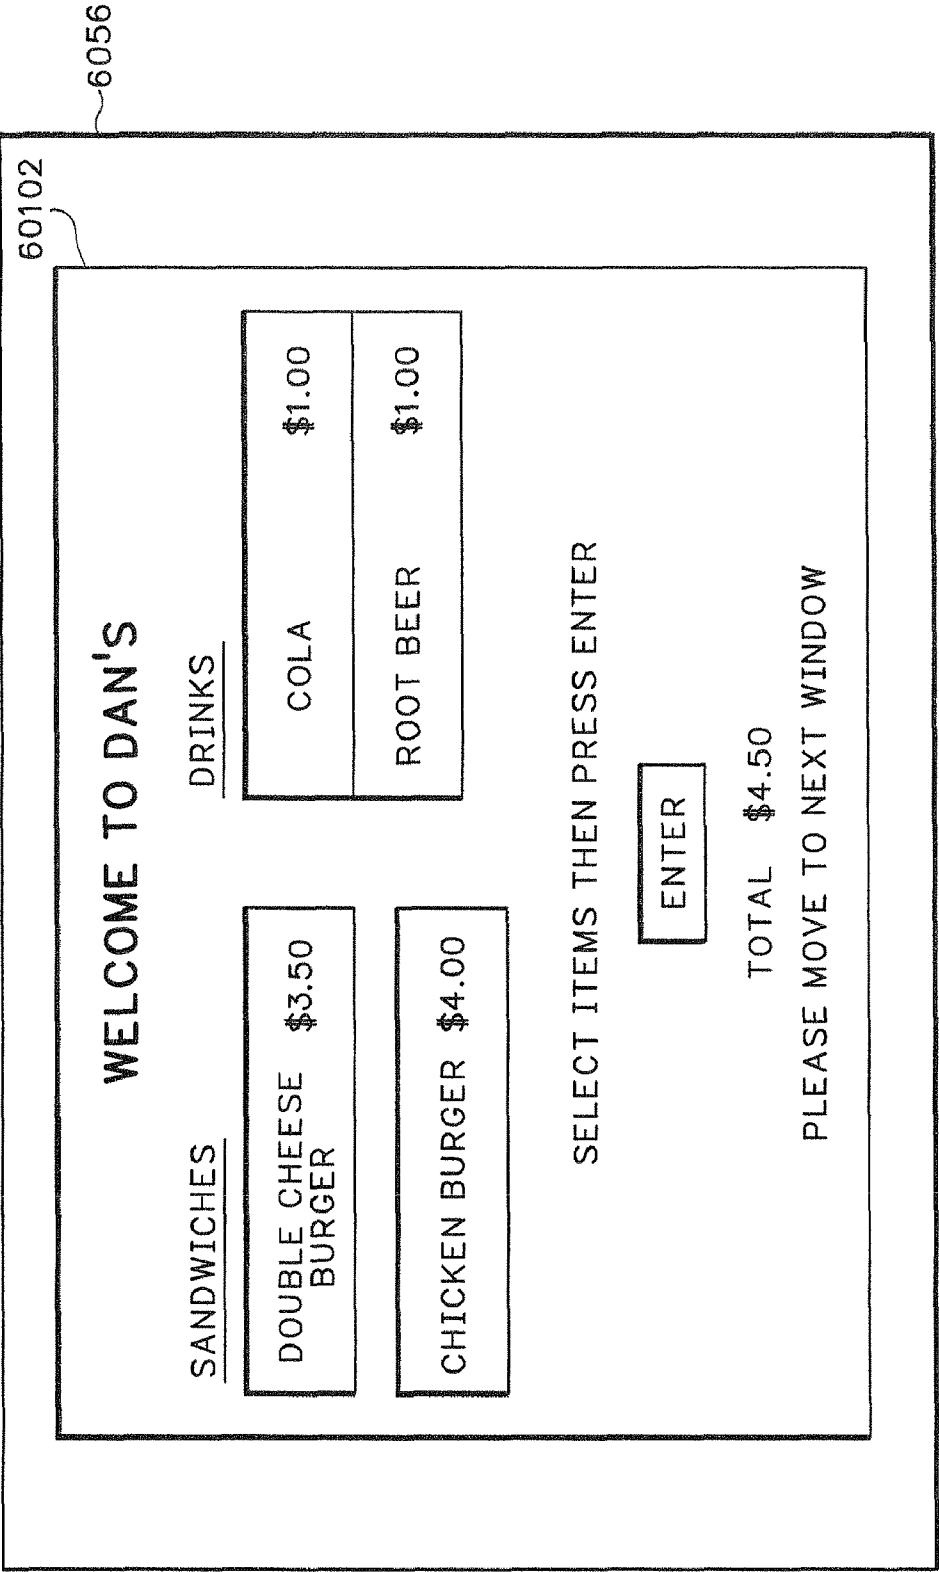 6056
60102
WELCOME TO DAN'S
SANDWICHES
DOUBLE CHEESE $3.50
BURGER
CHICKEN BURGER $4.00
DRINKS
COLA $1.00
ROOT BEER $1.00
SELECT ITEMS THEN PRESS ENTER
ENTER
TOTAL $4.50
PLEASE MOVE TO NEXT WINDOW